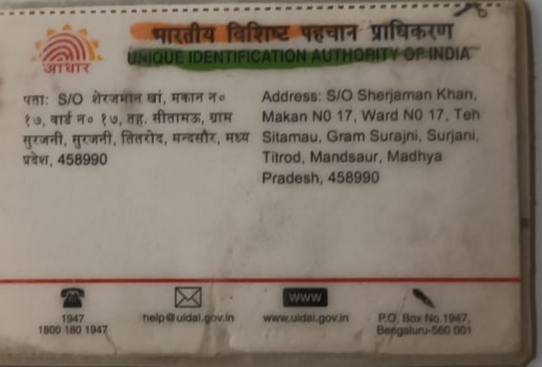 भारतीय विशिष्ट पहचान प्राधिकरण
UNIQUE IDENTIFICATION AUTHORITY OF INDIA
आधार
पता: S/O शेरजमान खां, मकान न०
१७, वार्ड न० १७, तह. सीतामऊ, ग्राम
सुरजनी, सुरजनी, तितरोद, मन्दसौर, मध्य
प्रदेश, 458990
Address: S/O Sherjaman Khan,
Makan N0 17, Ward N0 17, Teh
Sitamau, Gram Surajni, Surjani,
Titrod, Mandsaur, Madhya
Pradesh, 458990
1947
1800 180 1947
help@uidai.gov.in
www
www.uidai.gov.in
P.O. Box No.1947,
Bengaluru-560 001